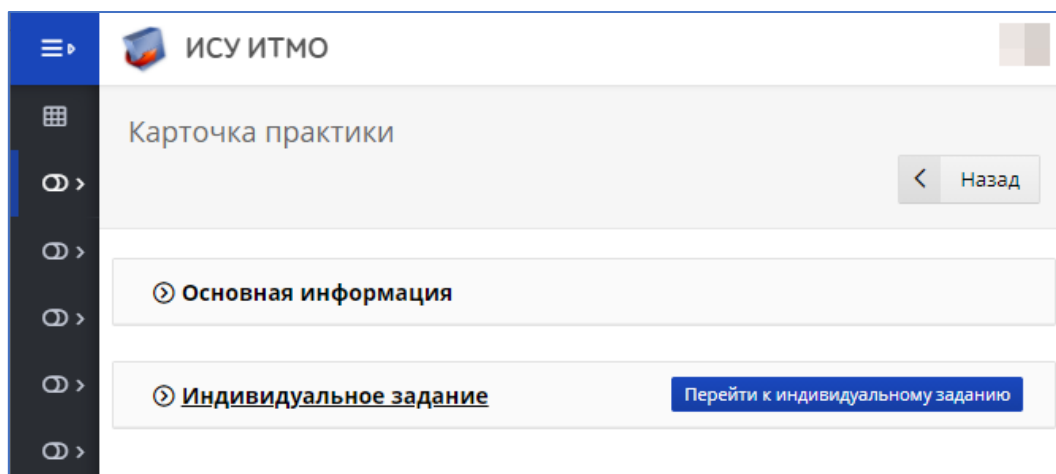 ИСУ ИТМО
Карточка практики
Назад
Основная информация
Индивидуальное задание
Перейти к индивидуальному заданию